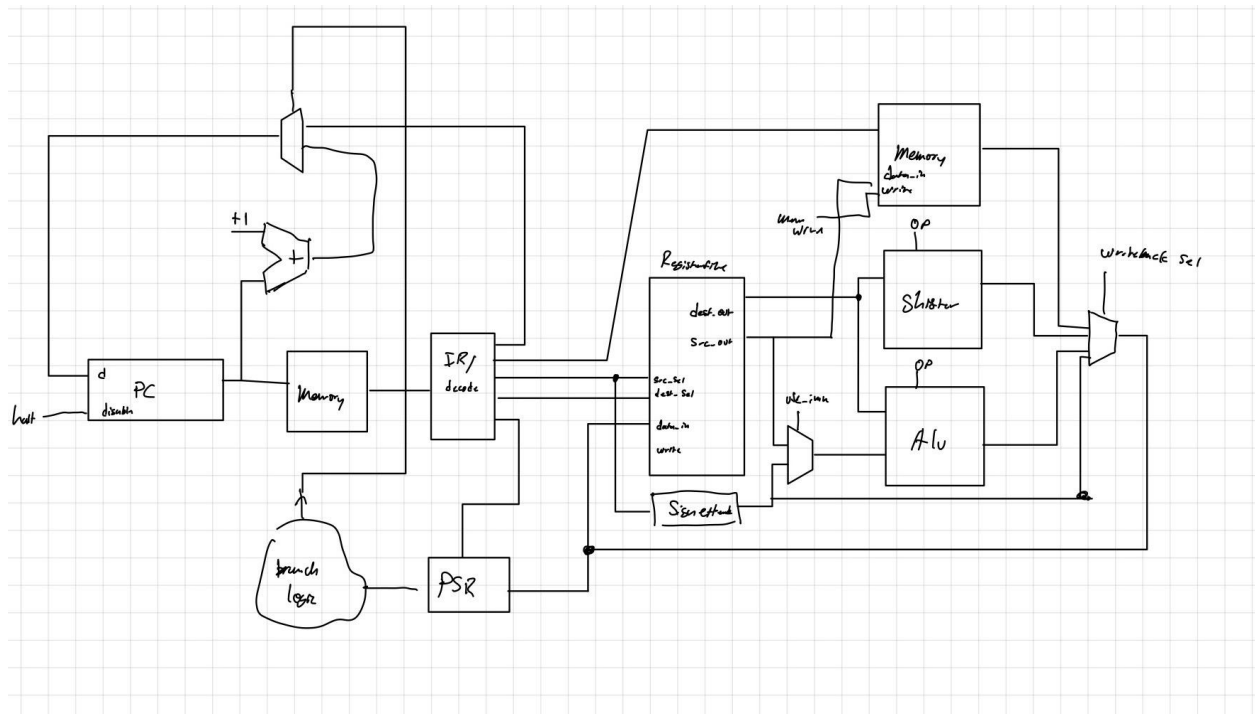 +1
+
d
PC
disable
halt
Memory
IR/
decode
branch
logic
PSR
Registerfile
dest_out
Src_out
src_sel
dest_sel
data_in
write
Sign extend
Memory
data_in
write
mem
write
OP
Shifter
OP
Alu
writeback sel